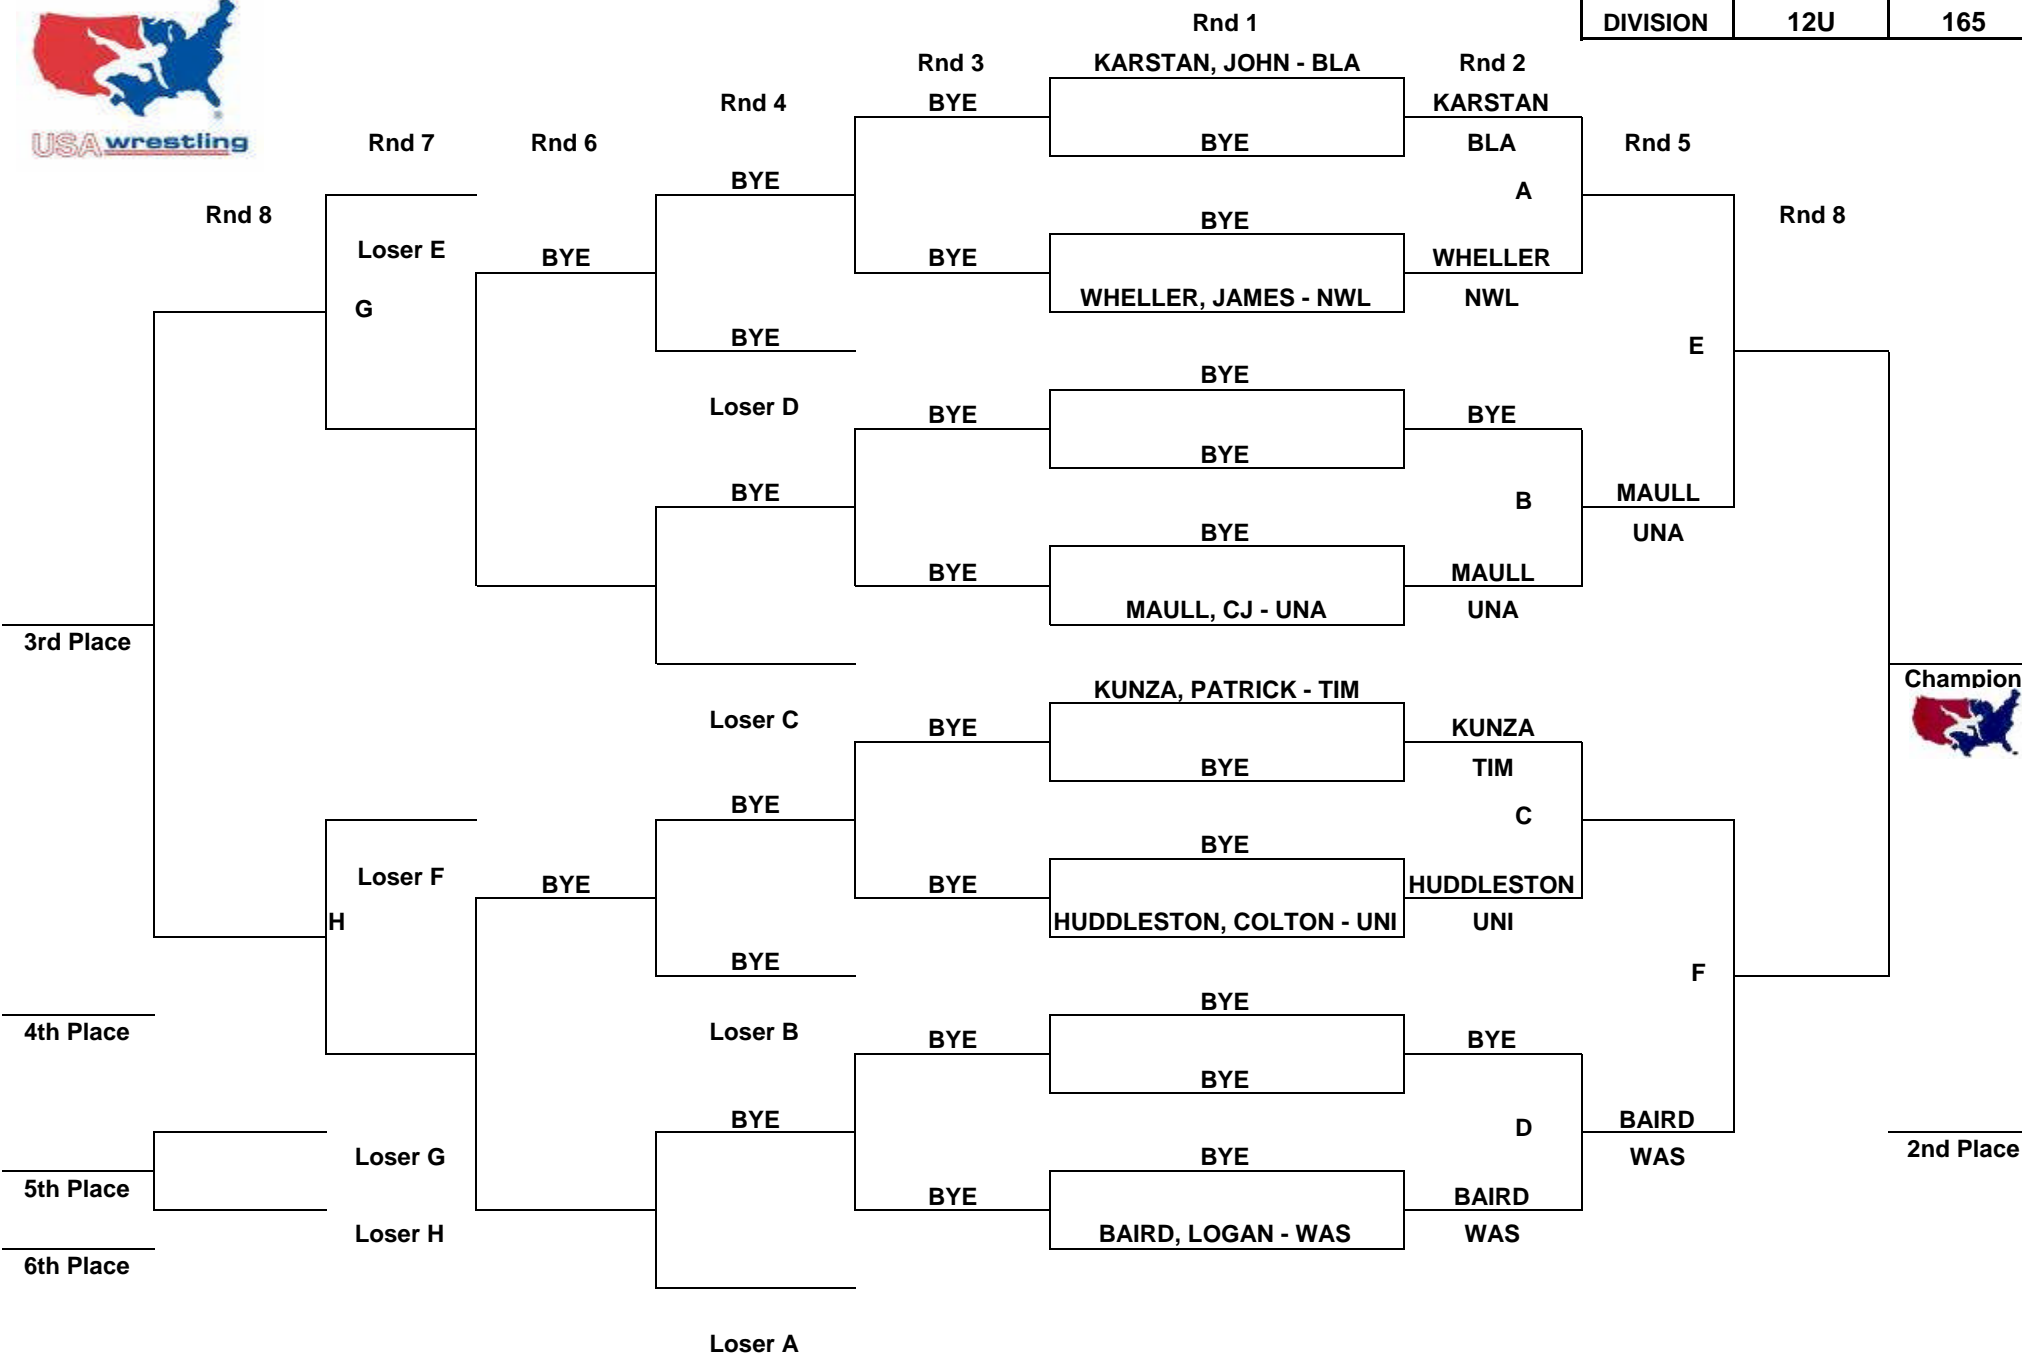 Rnd 1
DIVISION 12U 165
Rnd 3 KARSTAN, JOHN - BLA Rnd 2
Rnd 4 BYE KARSTAN
USA wrestling Rnd 7 Rnd 6 BYE BLA Rnd 5
BYE A
Rnd 8 BYE Rnd 8
Loser E BYE BYE WHELLER
G WHELLER, JAMES - NWL NWL
BYE E
BYE
Loser D BYE BYE
BYE
BYE B MAULL
BYE UNA
BYE MAULL
MAULL, CJ - UNA UNA
3rd Place
KUNZA, PATRICK - TIM Champion
Loser C BYE KUNZA
BYE TIM
BYE C
BYE
Loser F BYE BYE HUDDLESTON
H HUDDLESTON, COLTON - UNI UNI
BYE F
BYE
4th Place Loser B BYE BYE
BYE
BYE D BAIRD
Loser G BYE WAS 2nd Place
5th Place BYE BAIRD
Loser H BAIRD, LOGAN - WAS WAS
6th Place
Loser A